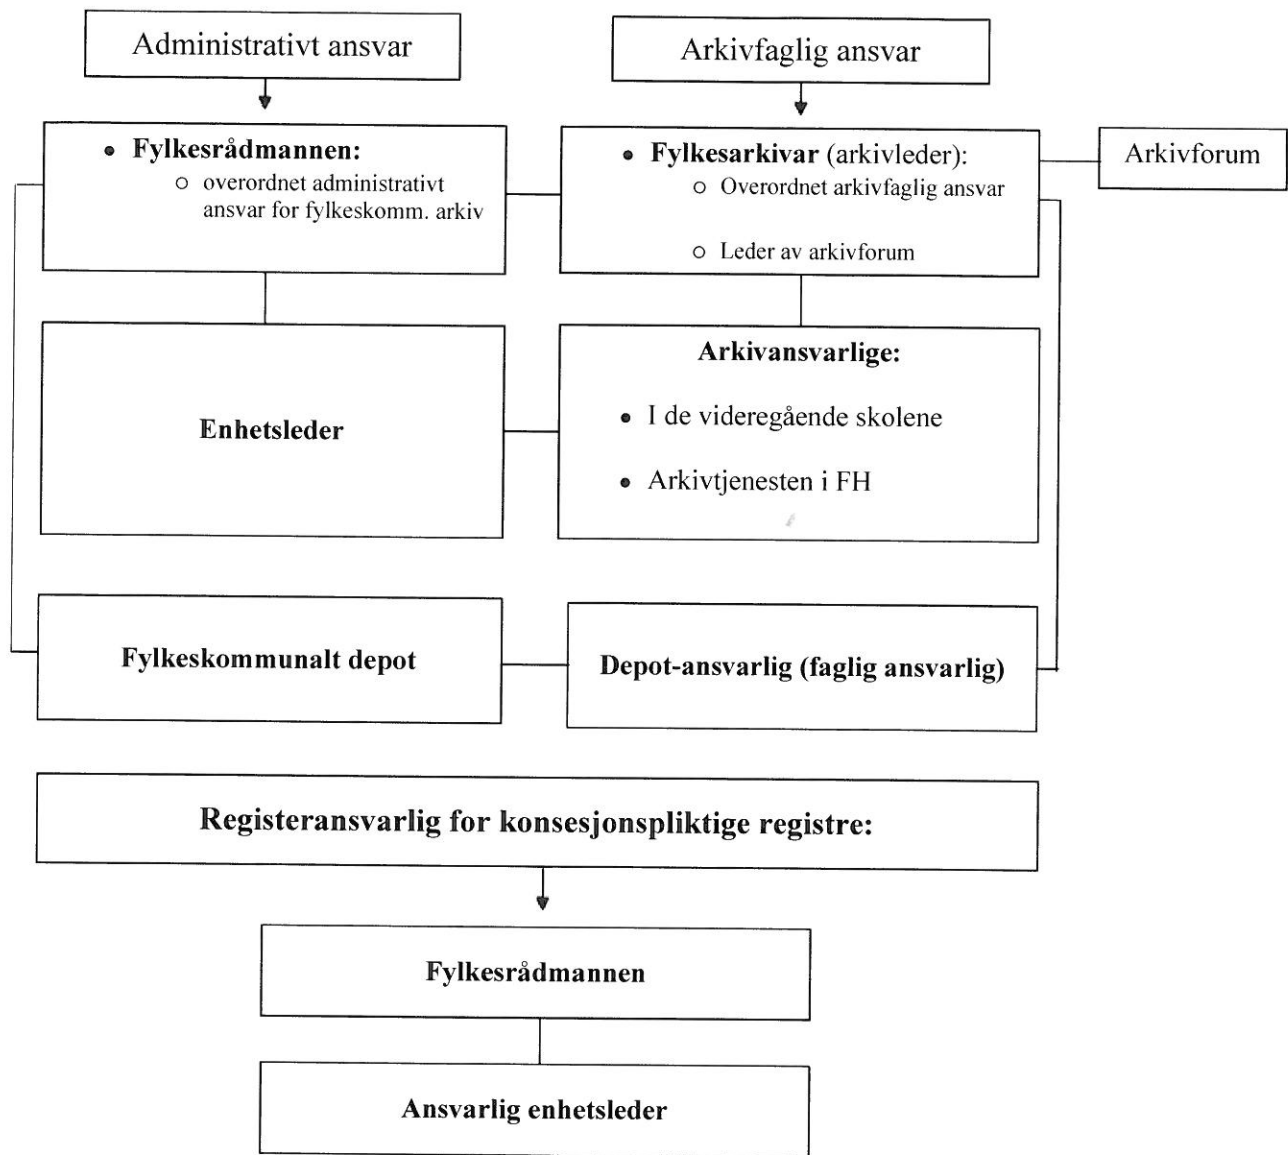 Administrativt ansvar
Arkivfaglig ansvar
• Fylkesrådmannen:
○ overordnet administrativt
ansvar for fylkeskomm. arkiv
• Fylkesarkivar (arkivleder):
○ Overordnet arkivfaglig ansvar
○ Leder av arkivforum
Arkivforum
Enhetsleder
Arkivansvarlige:
• I de videregående skolene
• Arkivtjenesten i FH
Fylkeskommunalt depot
Depot-ansvarlig (faglig ansvarlig)
Registeransvarlig for konsesjonspliktige registre:
Fylkesrådmannen
Ansvarlig enhetsleder